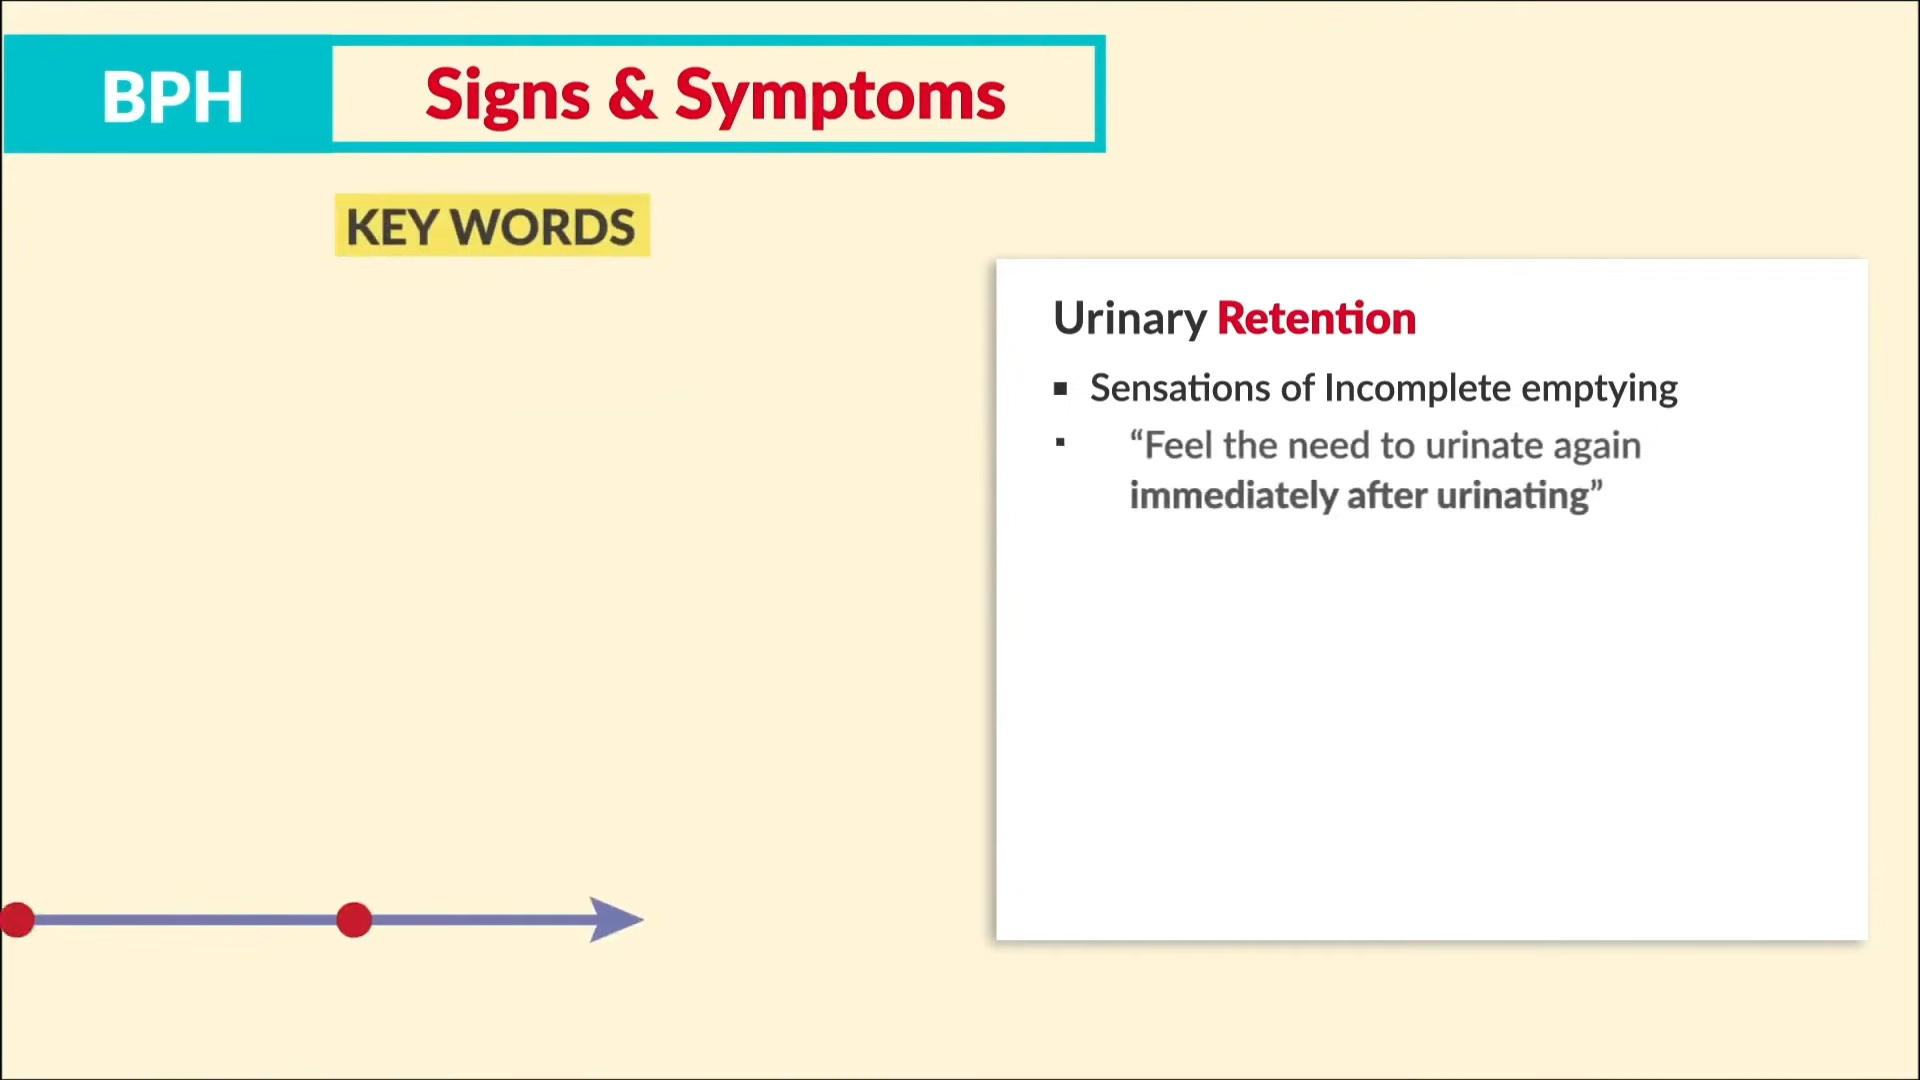 BPH
Signs & Symptoms
KEY WORDS
Urinary Retention
▪ Sensations of Incomplete emptying
▪ “Feel the need to urinate again
immediately after urinating”